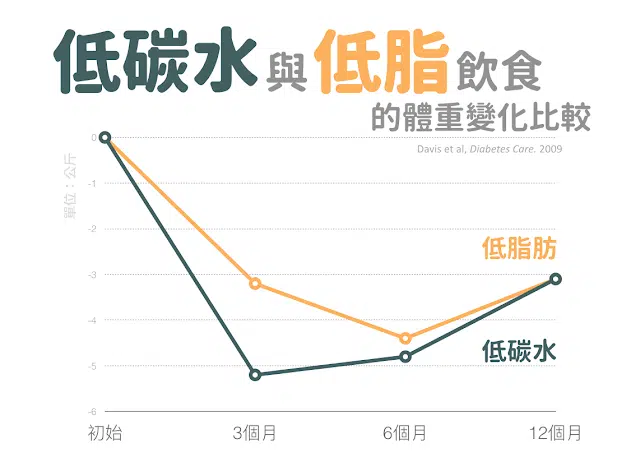 低碳水與低脂飲食
的體重變化比較
Davis et al, Diabetes Care. 2009
單位：公斤
0
-1
-2
-3
-4
-5
-6
低脂肪
低碳水
初始
3個月
6個月
12個月